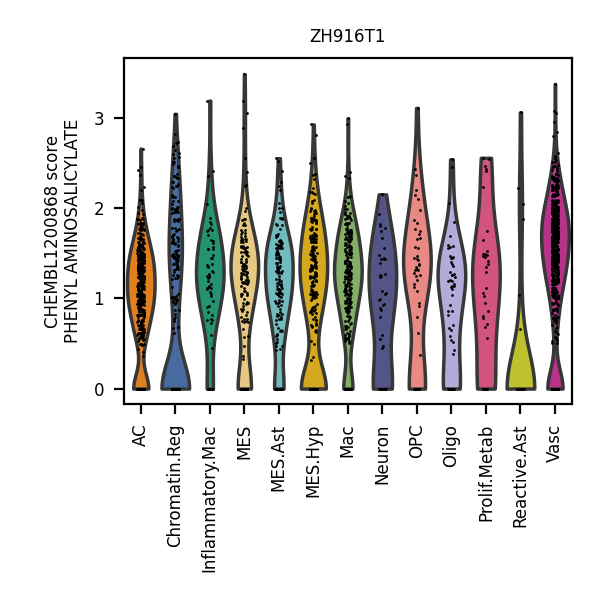 ZH916T1
CHEMBL1200868 score
PHENYL AMINOSALICYLATE
3
2
1
0
AC
Chromatin.Reg
Inflammatory.Mac
MES
MES.Ast
MES.Hyp
Mac
Neuron
OPC
Oligo
Prolif.Metab
Reactive.Ast
Vasc